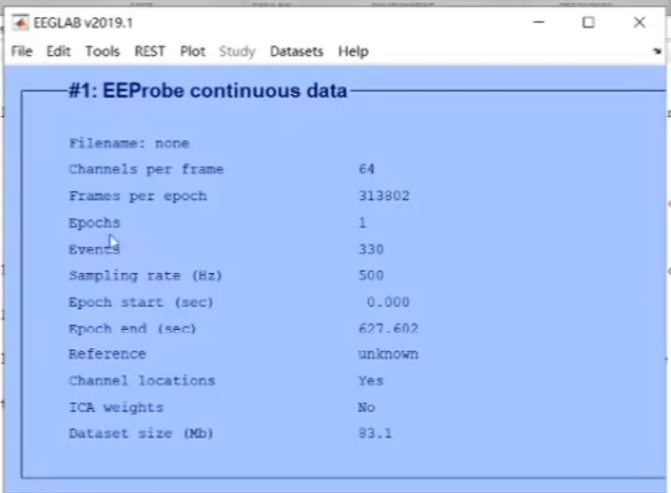 EEGLAB v2019.1
File Edit Tools REST Plot Study Datasets Help
#1: EEProbe continuous data
Filename: none
Channels per frame 64
Frames per epoch 313802
Epochs 1
Events 330
Sampling rate (Hz) 500
Epoch start (sec) 0.000
Epoch end (sec) 627.602
Reference unknown
Channel locations Yes
ICA weights No
Dataset size (Mb) 83.1